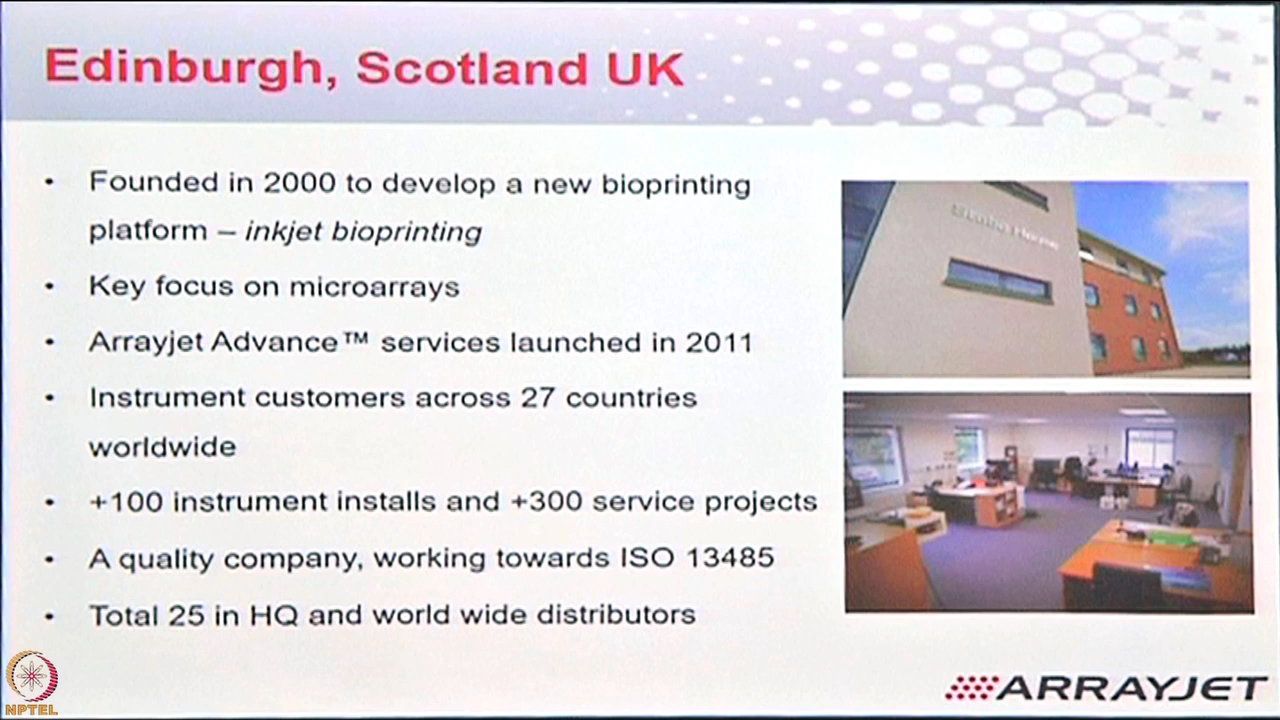 Edinburgh, Scotland UK
• Founded in 2000 to develop a new bioprinting
platform – inkjet bioprinting
• Key focus on microarrays
• Arrayjet Advance™ services launched in 2011
• Instrument customers across 27 countries
worldwide
• +100 instrument installs and +300 service projects
• A quality company, working towards ISO 13485
• Total 25 in HQ and world wide distributors
ARRAYJET
NPTEL